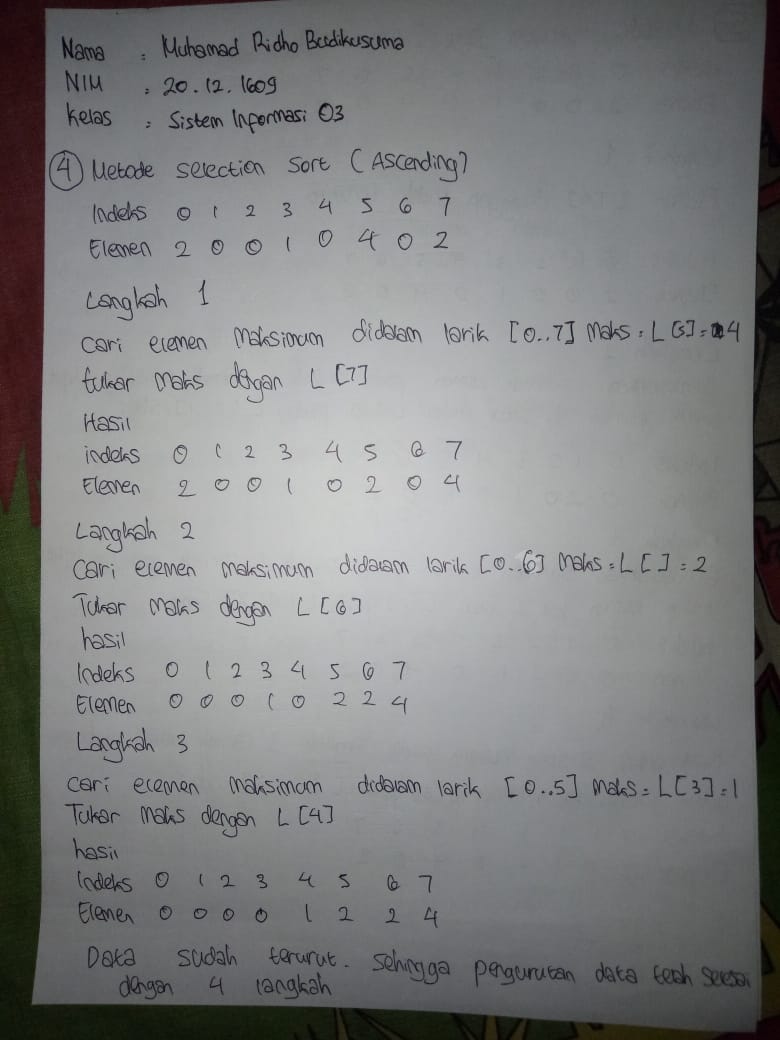 Nama : Muhamad Ridho Budikusuma
NIM : 20.12.1609
Kelas : Sistem Informasi 03
④ Metode selection sort (Ascending)
Indeks 0 1 2 3 4 5 6 7
Elemen 2 0 0 1 0 4 0 2
Langkah 1
cari elemen maksimum didalam larik [0..7] Maks : L[5] = 4
tukar maks dengan L [7]
Hasil
indeks 0 1 2 3 4 5 6 7
Elemen 2 0 0 1 0 2 0 4
Langkah 2
Cari elemen maksimum didalam larik [0..6] Maks = L [ ] = 2
Tukar maks dengan L [6]
hasil
Indeks 0 1 2 3 4 5 6 7
Elemen 0 0 0 1 0 2 2 4
Langkah 3
cari elemen maksimum didalam larik [0..5] maks = L[3] = 1
Tukar maks dengan L [4]
hasil
Indeks 0 1 2 3 4 5 6 7
Elemen 0 0 0 0 1 2 2 4
Data sudah terurut. Sehingga pengurutan data telah selesai
dengan 4 langkah